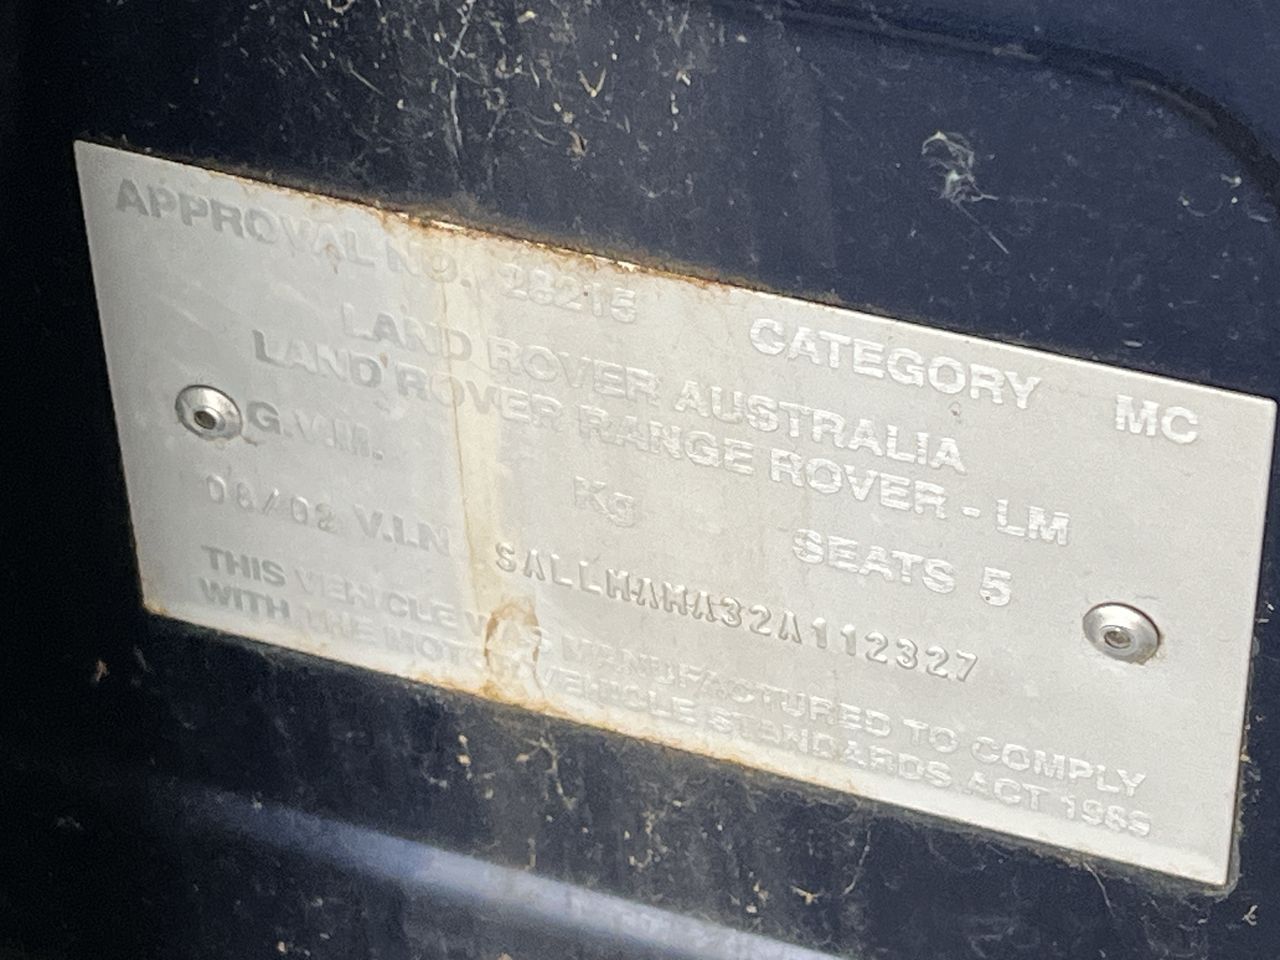 APPROVAL NO. 28215 CATEGORY MC
LAND ROVER AUSTRALIA
LAND ROVER RANGE ROVER - LM
G.V.M. Kg SEATS 5
08/02 V.I.N. SALLMAMA32A112327
THIS VEHICLE WAS MANUFACTURED TO COMPLY
WITH THE MOTOR VEHICLE STANDARDS ACT 1989